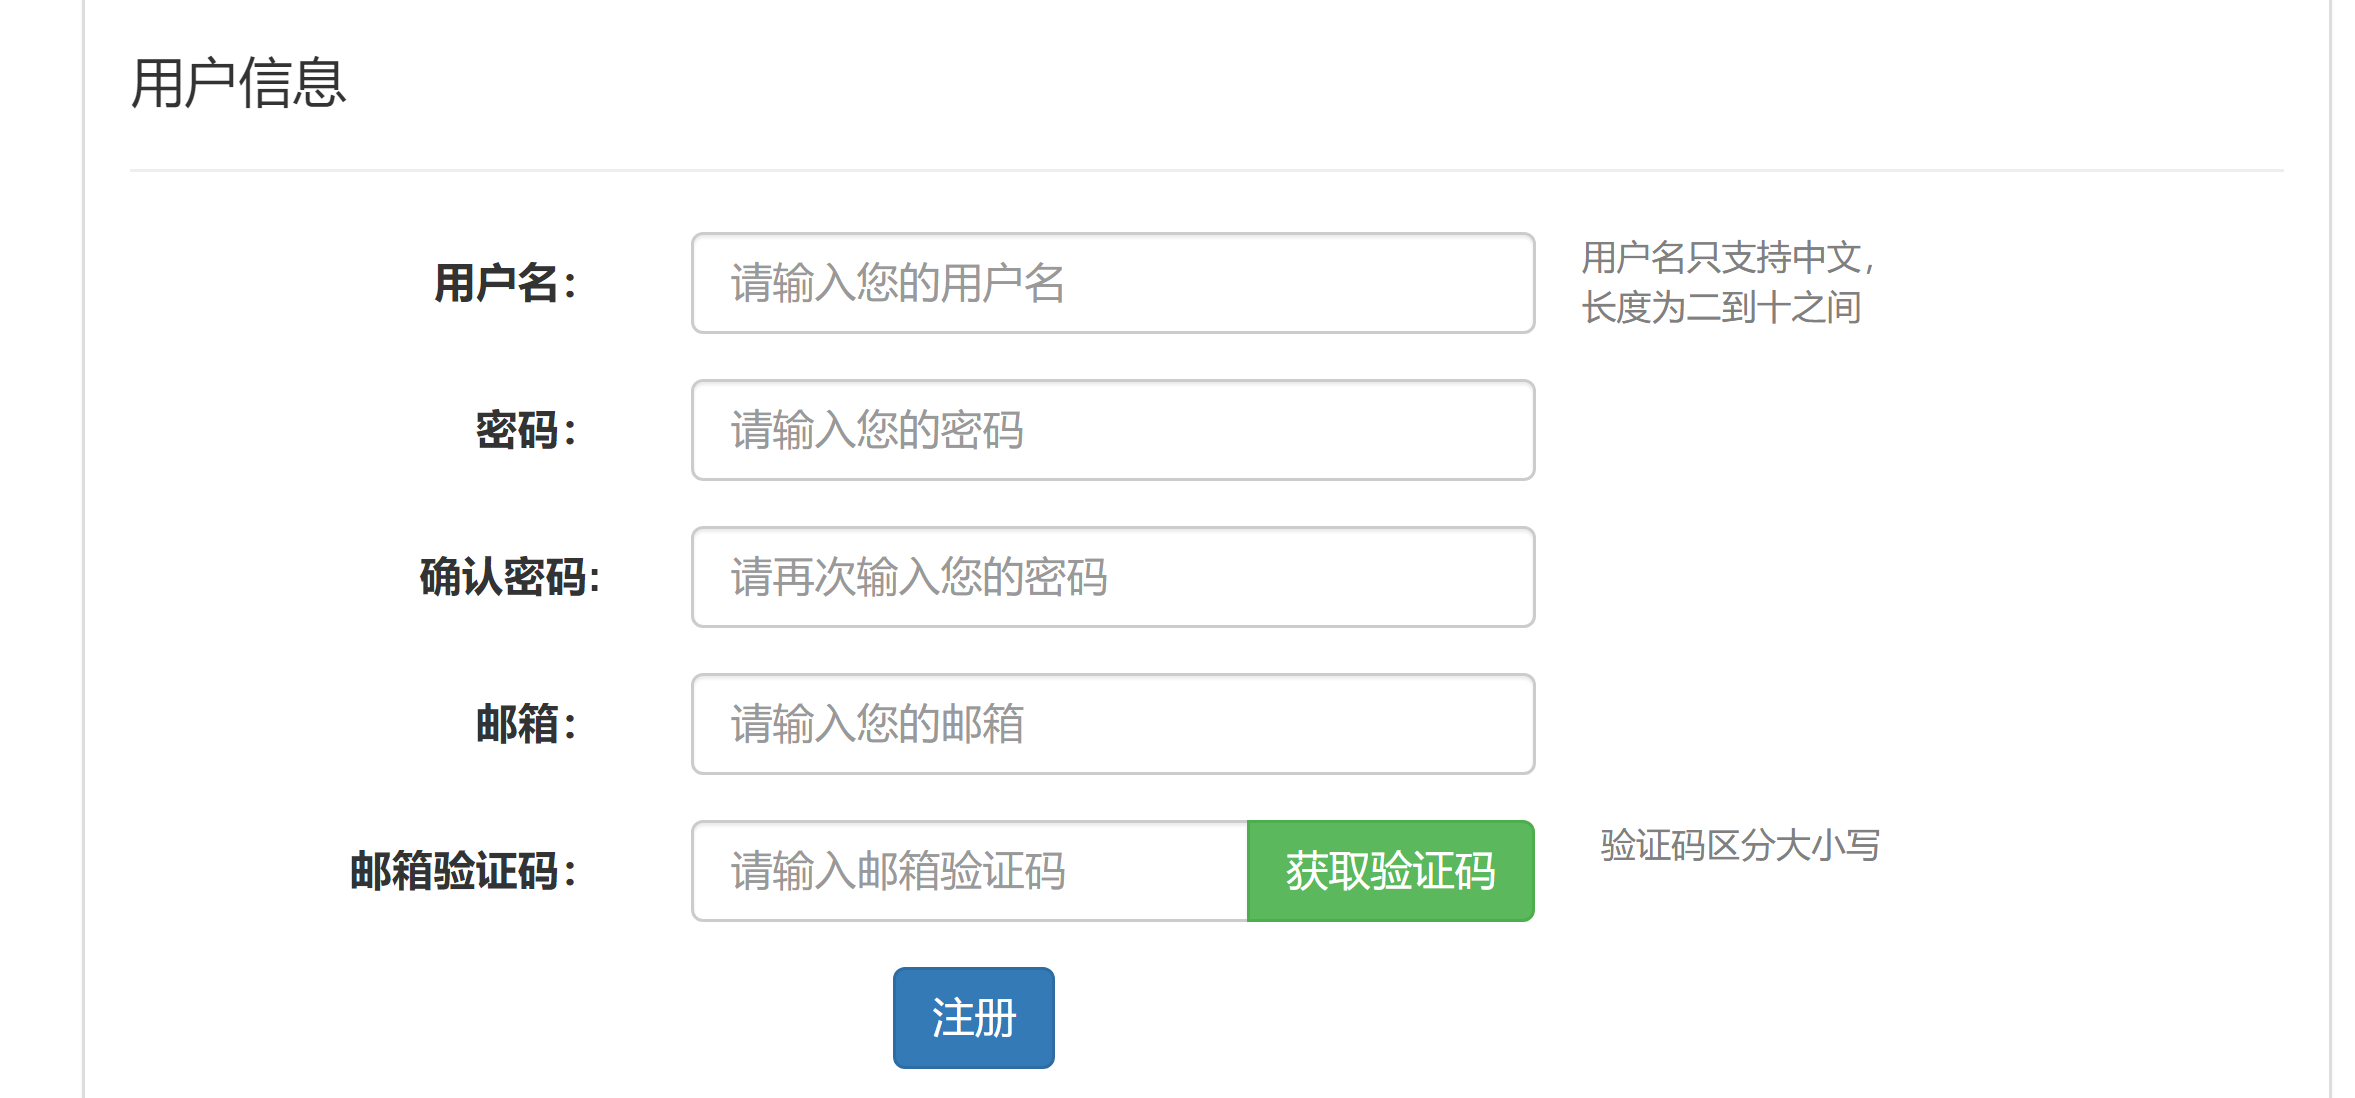 用户信息
用户名：
请输入您的用户名
用户名只支持中文，
长度为二到十之间
密码：
请输入您的密码
确认密码:
请再次输入您的密码
邮箱：
请输入您的邮箱
邮箱验证码：
请输入邮箱验证码
获取验证码
验证码区分大小写
注册